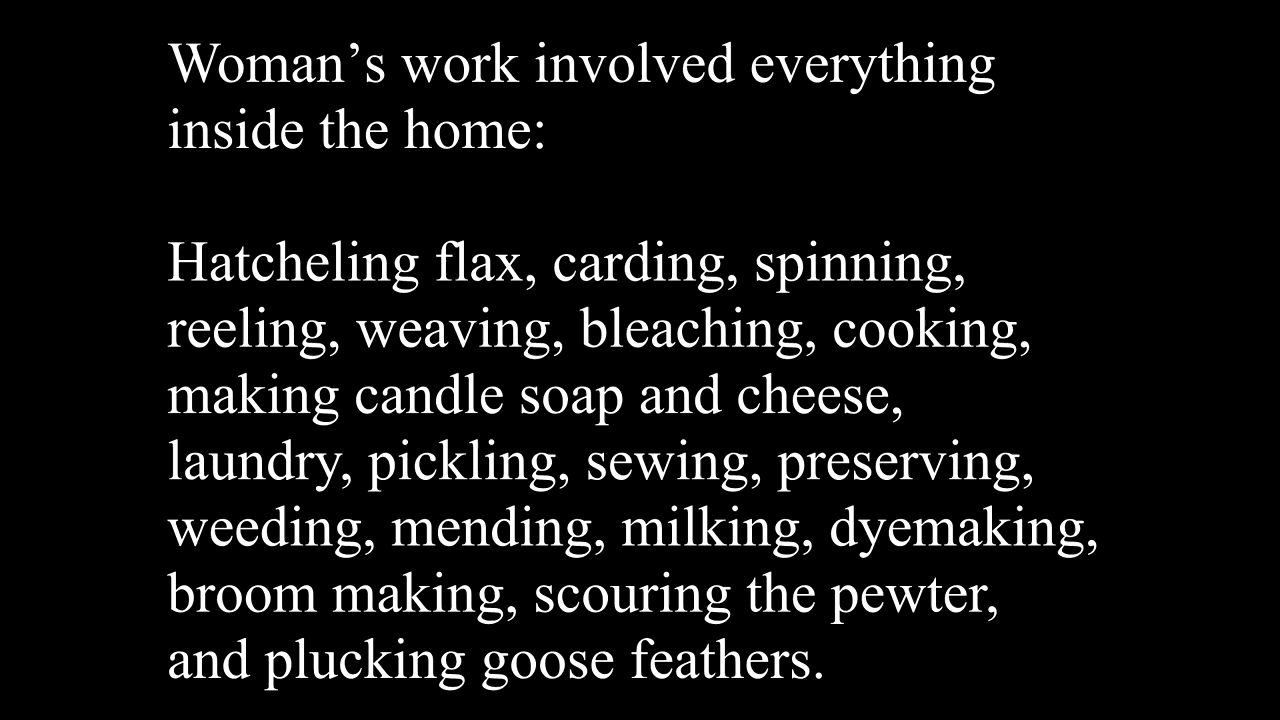 Woman’s work involved everything
inside the home:
Hatcheling flax, carding, spinning,
reeling, weaving, bleaching, cooking,
making candle soap and cheese,
laundry, pickling, sewing, preserving,
weeding, mending, milking, dyemaking,
broom making, scouring the pewter,
and plucking goose feathers.